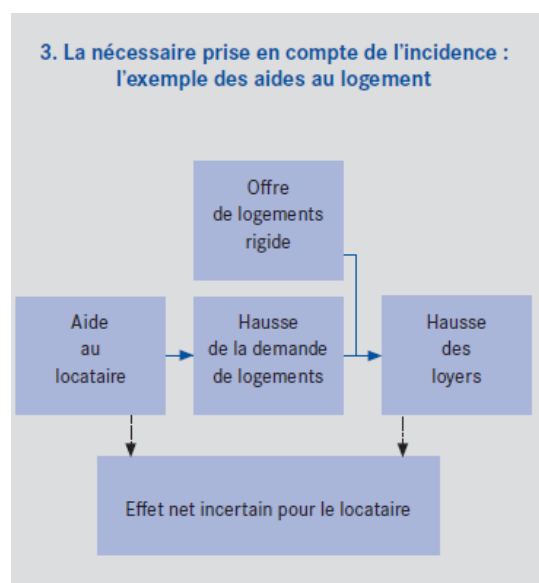 3. La nécessaire prise en compte de l'incidence :
l'exemple des aides au logement
Offre
de logements
rigide
Aide
au
locataire
Hausse
de la demande
de logements
Hausse
des
loyers
Effet net incertain pour le locataire